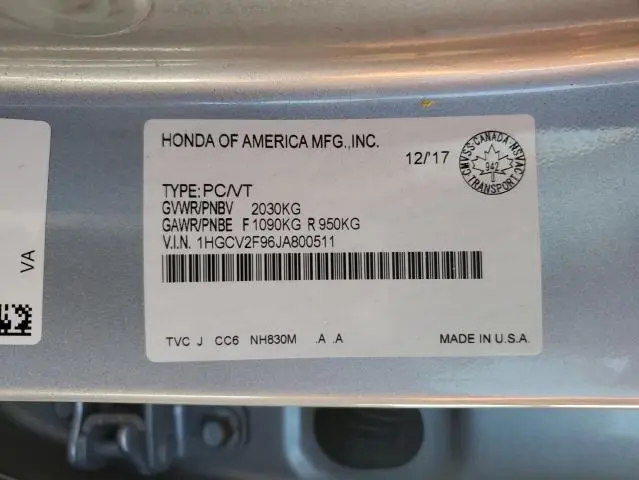 HONDA OF AMERICA MFG.,INC.
12/'17
CMVSS CANADA NSVAC
942
TRANSPORT
TYPE: PC/VT
GVWR/PNBV 2030KG
GAWR/PNBE F 1090KG R 950KG
V.I.N. 1HGCV2F96JA800511
TVC J CC6 NH830M .A .A
MADE IN U.S.A.
VA